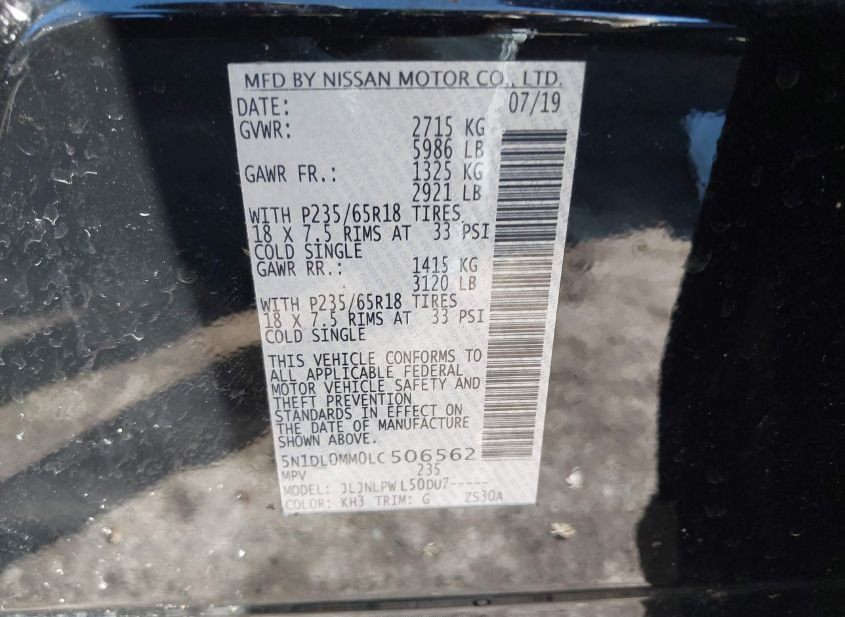 MFD BY NISSAN MOTOR CO., LTD.
DATE: 07/19
GVWR: 2715 KG
5986 LB
GAWR FR.: 1325 KG
2921 LB
WITH P235/65R18 TIRES
18 X 7.5 RIMS AT 33 PSI
COLD SINGLE
GAWR RR.: 1415 KG
3120 LB
WITH P235/65R18 TIRES
18 X 7.5 RIMS AT 33 PSI
COLD SINGLE
THIS VEHICLE CONFORMS TO
ALL APPLICABLE FEDERAL
MOTOR VEHICLE SAFETY AND
THEFT PREVENTION
STANDARDS IN EFFECT ON
THE DATE OF MANUFACTURE
SHOWN ABOVE.
5N1DL0MM0LC506562
MPV 235
MODEL: JLJNLPWL50DU7-----
COLOR: KH3 TRIM: G ZS30A